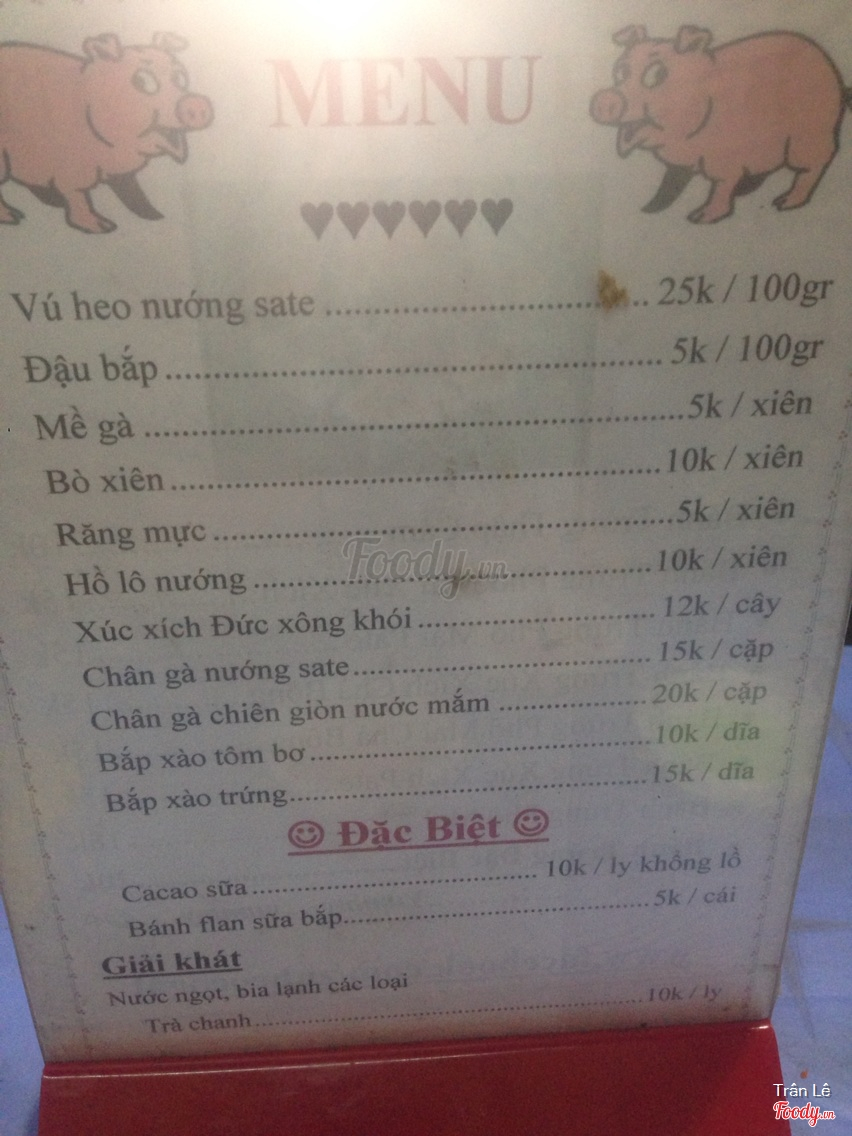 MENU
♥♥♥♥♥♥
Vú heo nướng sate ................................. 25k / 100gr
Đậu bắp ................................................... 5k / 100gr
Mề gà ........................................................5k / xiên
Bò xiên .....................................................10k / xiên
Răng mực ..................................................5k / xiên
Hồ lô nướng .............................................10k / xiên
Xúc xích Đức xông khói ........................... 12k / cây
Chân gà nướng sate.................................. 15k / cặp
Chân gà chiên giòn nước mắm ................. 20k / cặp
Bắp xào tôm bơ ........................................10k / dĩa
Bắp xào trứng...........................................15k / dĩa
☺ Đặc Biệt ☺
Cacao sữa ................................... 10k / ly khổng lồ
Bánh flan sữa bắp......................................5k / cái
Giải khát
Nước ngọt, bia lạnh các loại
Trà chanh..................................................10k / ly
Foody.vn
Trân Lê
Foody.vn